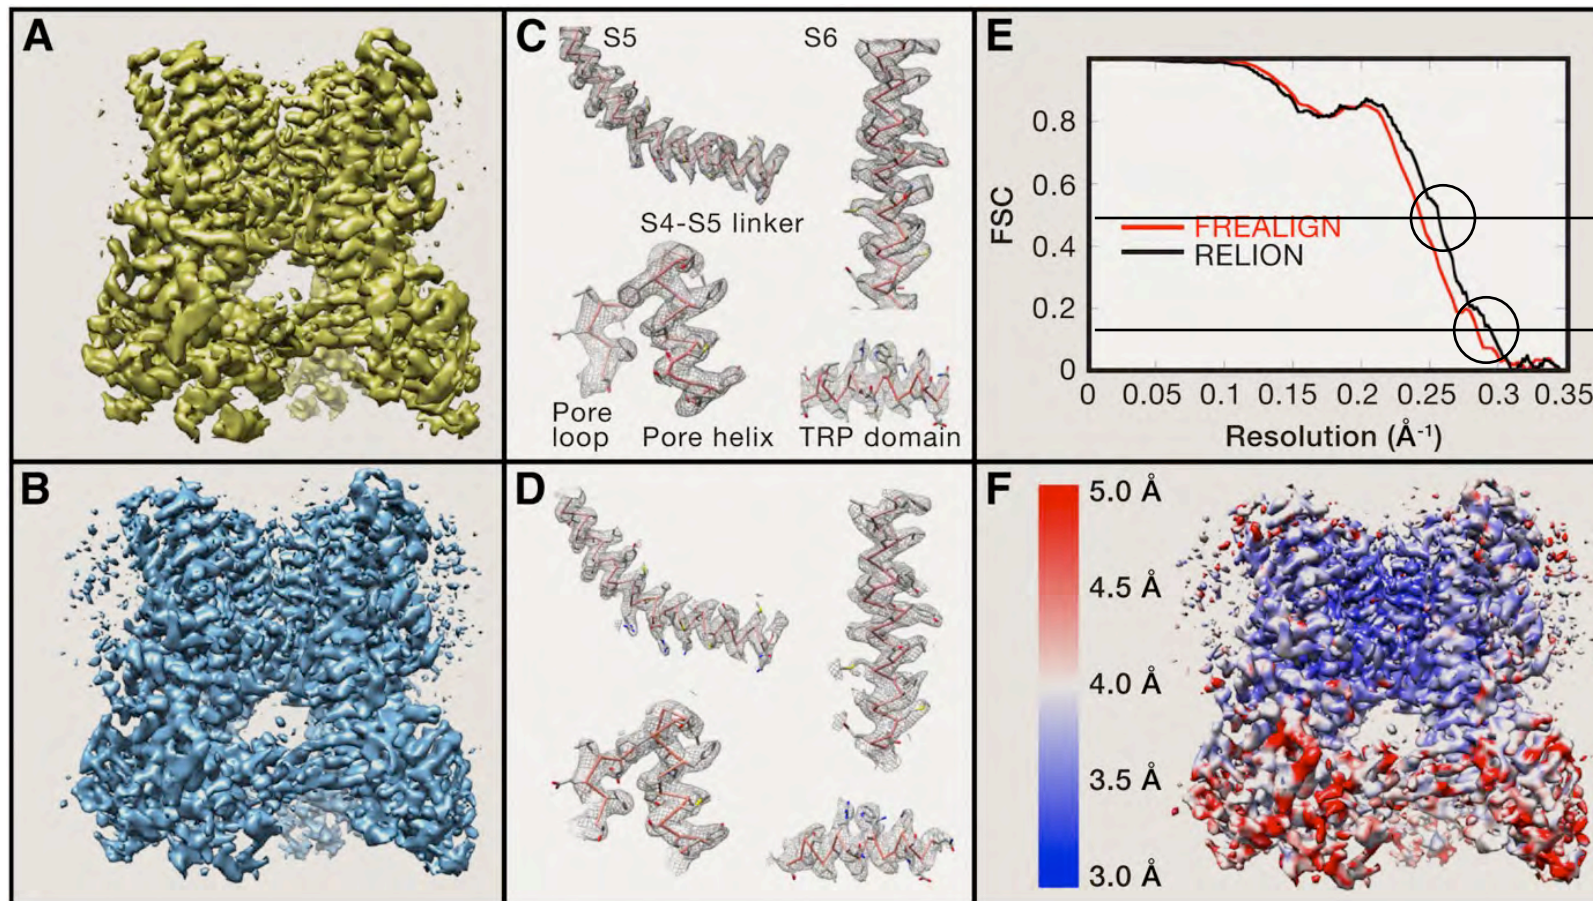 A
C
S5
S6
S4-S5 linker
Pore
loop
Pore helix
TRP domain
E
0.8
0.6
0.4
0.2
0
FSC
FREALIGN
RELION
0 0.05 0.1 0.15 0.2 0.25 0.3 0.35
Resolution (Å⁻¹)
B
D
F
5.0 Å
4.5 Å
4.0 Å
3.5 Å
3.0 Å